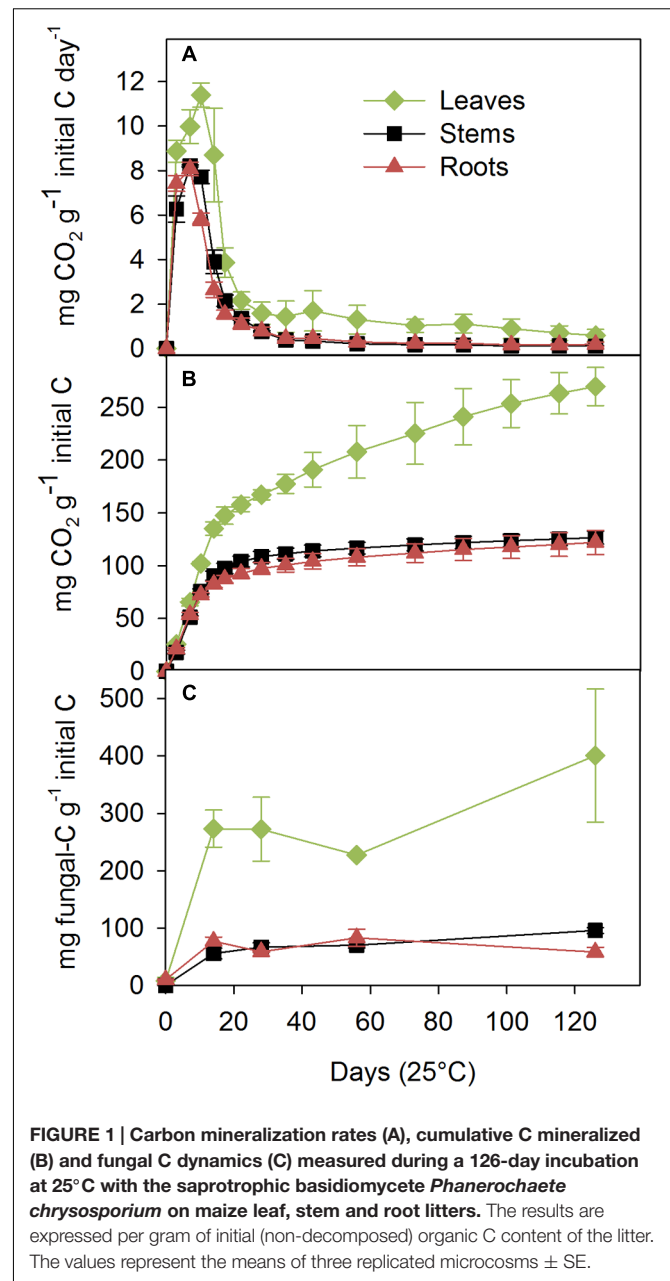 A
12
10
8
6
4
2
0
mg CO₂ g⁻¹ initial C day⁻¹
Leaves
Stems
Roots
B
250
200
150
100
50
0
mg CO₂ g⁻¹ initial C
C
500
400
300
200
100
0
mg fungal-C g⁻¹ initial C
0 20 40 60 80 100 120
Days (25°C)
FIGURE 1 | Carbon mineralization rates (A), cumulative C mineralized
(B) and fungal C dynamics (C) measured during a 126-day incubation
at 25°C with the saprotrophic basidiomycete Phanerochaete
chrysosporium on maize leaf, stem and root litters. The results are
expressed per gram of initial (non-decomposed) organic C content of the litter.
The values represent the means of three replicated microcosms ± SE.